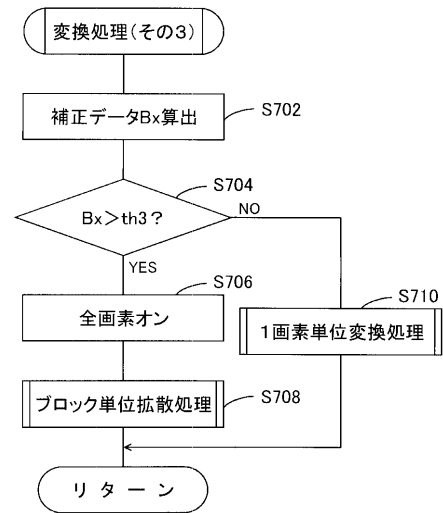 変換処理(その3)
補正データBx算出
S702
S704
Bx>th3?
NO
YES
S706
全画素オン
S710
1画素単位変換処理
ブロック単位拡散処理
S708
リターン